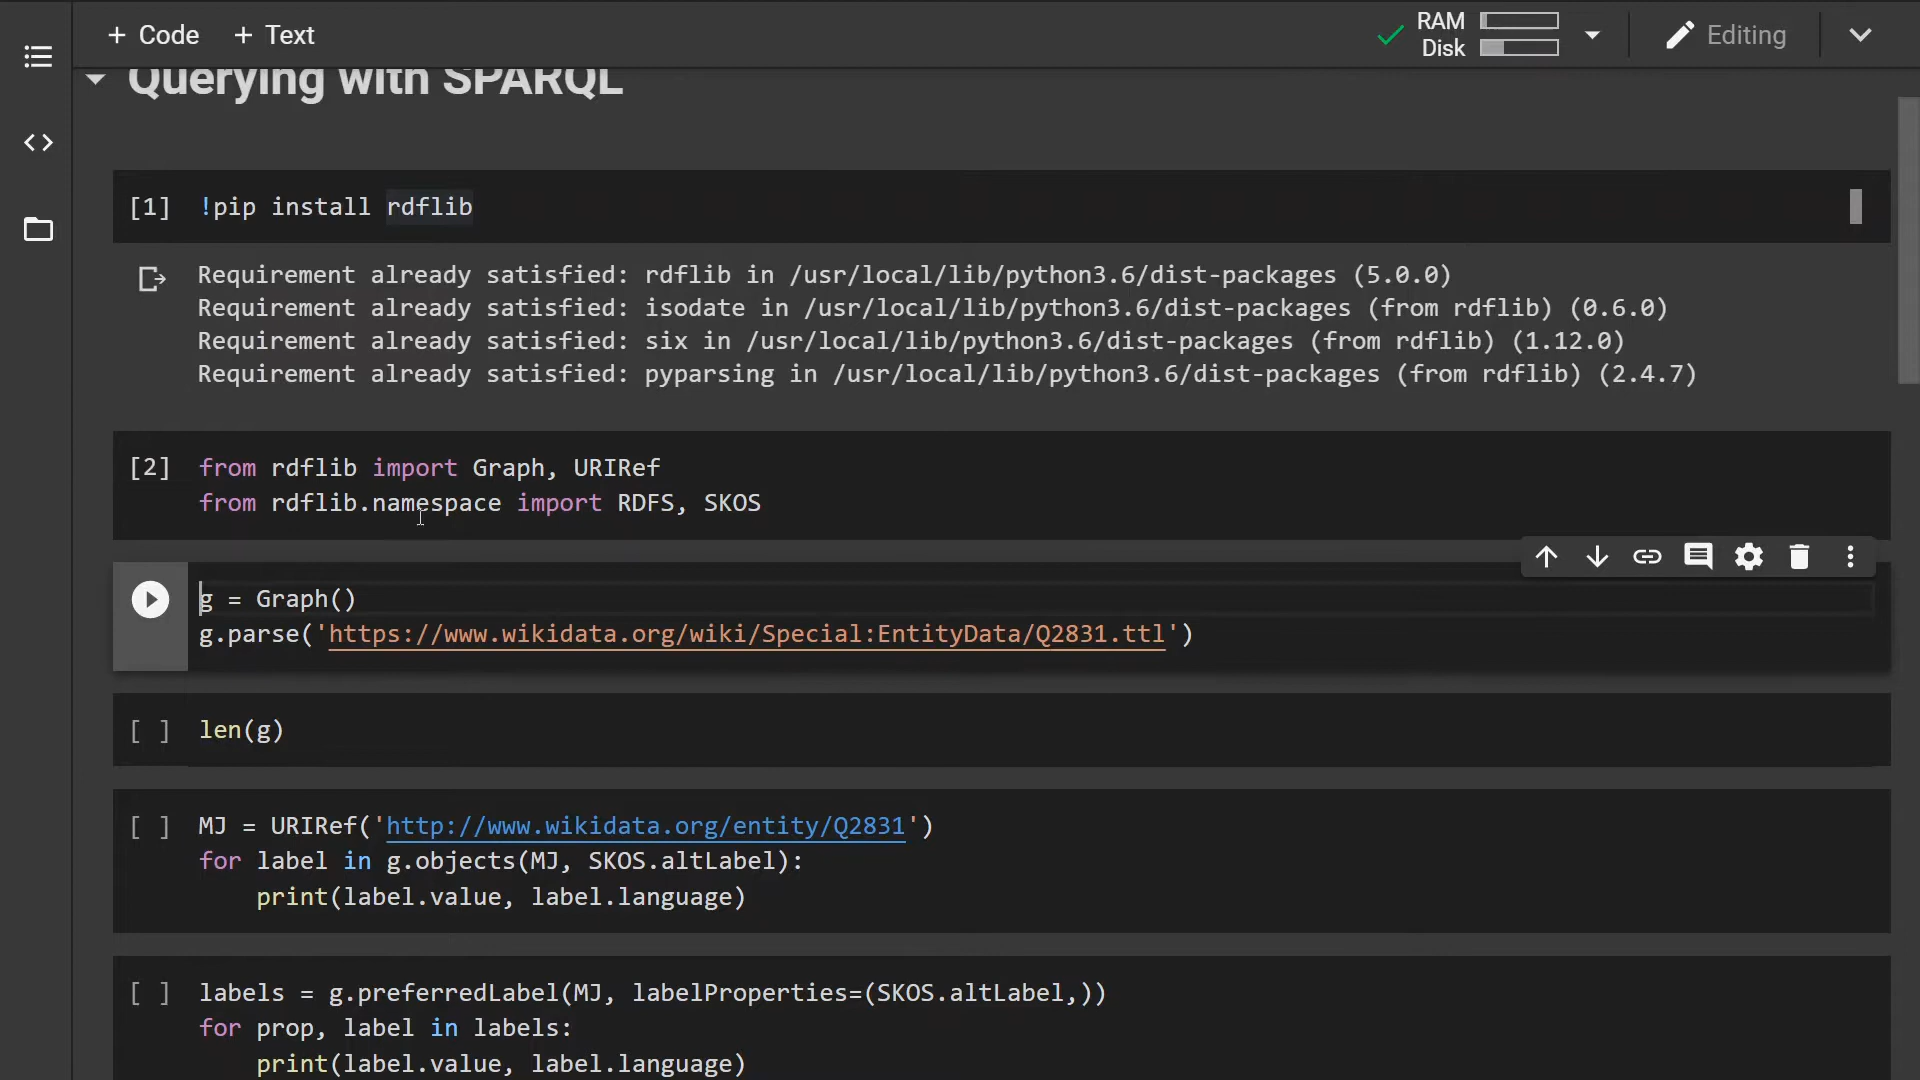 + Code + Text
RAM
Disk
Editing
Querying with SPARQL
[1] !pip install rdflib
Requirement already satisfied: rdflib in /usr/local/lib/python3.6/dist-packages (5.0.0)
Requirement already satisfied: isodate in /usr/local/lib/python3.6/dist-packages (from rdflib) (0.6.0)
Requirement already satisfied: six in /usr/local/lib/python3.6/dist-packages (from rdflib) (1.12.0)
Requirement already satisfied: pyparsing in /usr/local/lib/python3.6/dist-packages (from rdflib) (2.4.7)
[2] from rdflib import Graph, URIRef
from rdflib.namespace import RDFS, SKOS
g = Graph()
g.parse('https://www.wikidata.org/wiki/Special:EntityData/Q2831.ttl')
[ ] len(g)
[ ] MJ = URIRef('http://www.wikidata.org/entity/Q2831')
for label in g.objects(MJ, SKOS.altLabel):
    print(label.value, label.language)
[ ] labels = g.preferredLabel(MJ, labelProperties=(SKOS.altLabel,))
for prop, label in labels:
    print(label.value, label.language)